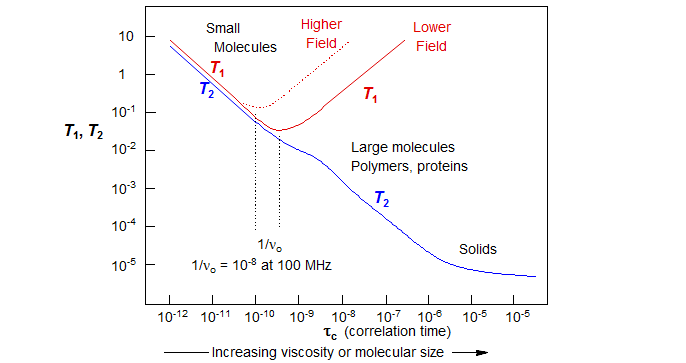 Small
Molecules
Higher
Field
Lower
Field
T₁
T₂
T₁
T₁, T₂
10
1
10⁻¹
10⁻²
10⁻³
10⁻⁴
10⁻⁵
Large molecules
Polymers, proteins
T₂
Solids
1/νₒ
1/νₒ = 10⁻⁸ at 100 MHz
10⁻¹² 10⁻¹¹ 10⁻¹⁰ 10⁻⁹ 10⁻⁸ 10⁻⁷ 10⁻⁶ 10⁻⁵ 10⁻⁵
τc (correlation time)
Increasing viscosity or molecular size